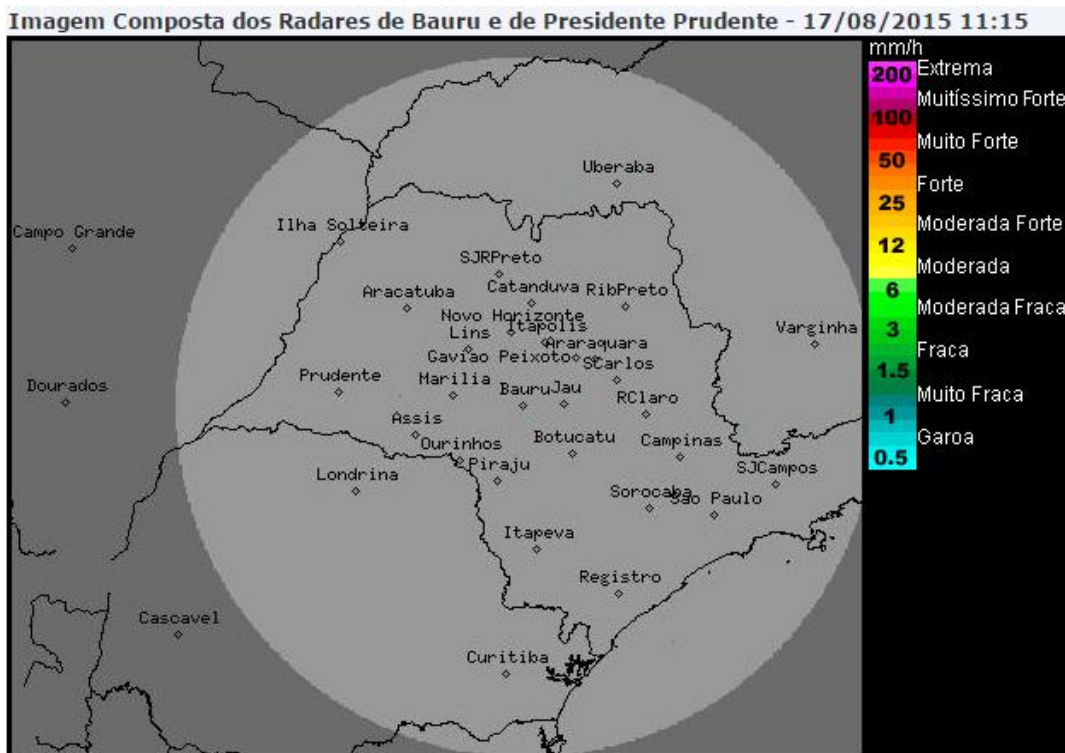 Imagem Composta dos Radares de Bauru e de Presidente Prudente - 17/08/2015 11:15
mm/h
200 Extrema
Muitíssimo Forte
100
Muito Forte
50
Forte
25
Moderada Forte
12
Moderada
6
Moderada Fraca
3
Fraca
1.5
Muito Fraca
1
Garoa
0.5
Uberaba
Ilha Solteira
Campo Grande
SJRPreto
Catanduva
RibPreto
Aracatuba
Novo Horizonte
Itapolis
Varginha
Lins
Araraquara
Gaviao Peixoto
SCarlos
Prudente
Marilia
Dourados
Bauru
Jau
RClaro
Assis
Ourinhos
Botucatu
Campinas
Piraju
Londrina
SJCampos
Sorocaba
Sao Paulo
Itapeva
Registro
Cascavel
Curitiba